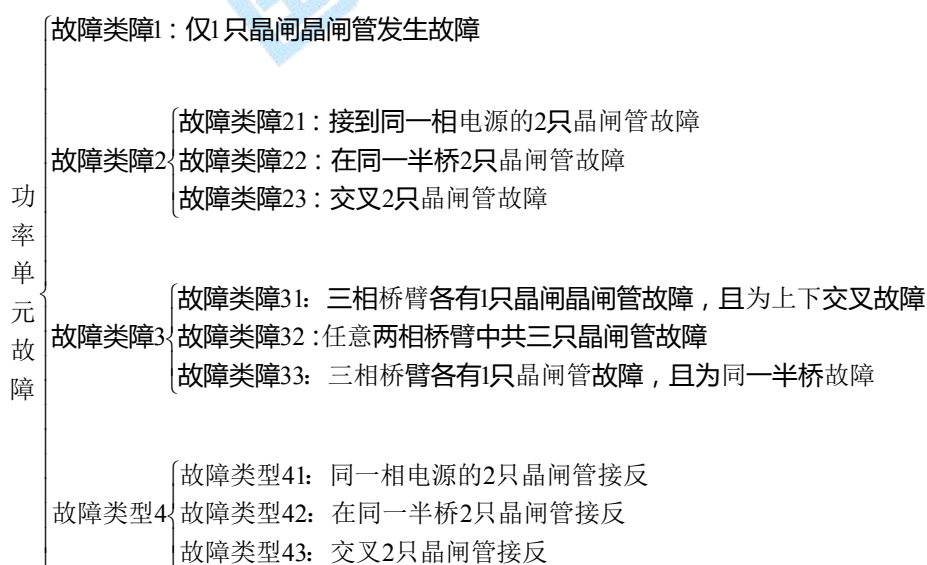 故障类障1：仅1只晶闸晶闸管发生故障
故障类障21：接到同一相电源的2只晶闸管故障
故障类障2
故障类障22：在同一半桥2只晶闸管故障
故障类障23：交叉2只晶闸管故障
功率单元故障
故障类障31：三相桥臂各有1只晶闸晶闸管故障，且为上下交叉故障
故障类障3
故障类障32：任意两相桥臂中共三只晶闸管故障
故障类障33：三相桥臂各有1只晶闸管故障，且为同一半桥故障
故障类型41：同一相电源的2只晶闸管接反
故障类型4
故障类型42：在同一半桥2只晶闸管接反
故障类型43：交叉2只晶闸管接反